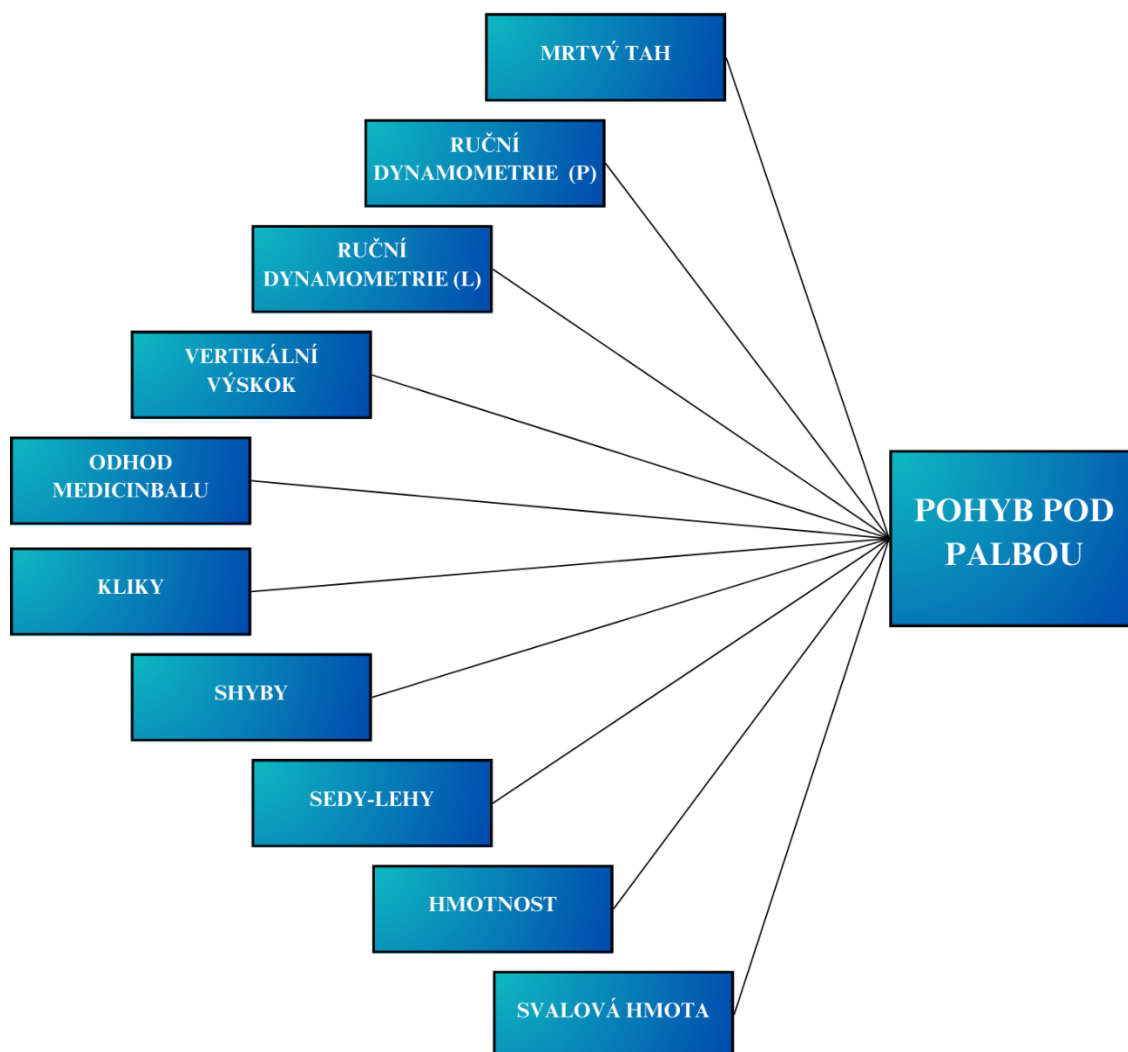 MRTVÝ TAH
RUČNÍ
DYNAMOMETRIE (P)
RUČNÍ
DYNAMOMETRIE (L)
VERTIKÁLNÍ
VÝSKOK
ODHOD
MEDICINBALU
KLIKY
SHYBY
SEDY-LEHY
HMOTNOST
SVALOVÁ HMOTA
POHYB POD
PALBOU